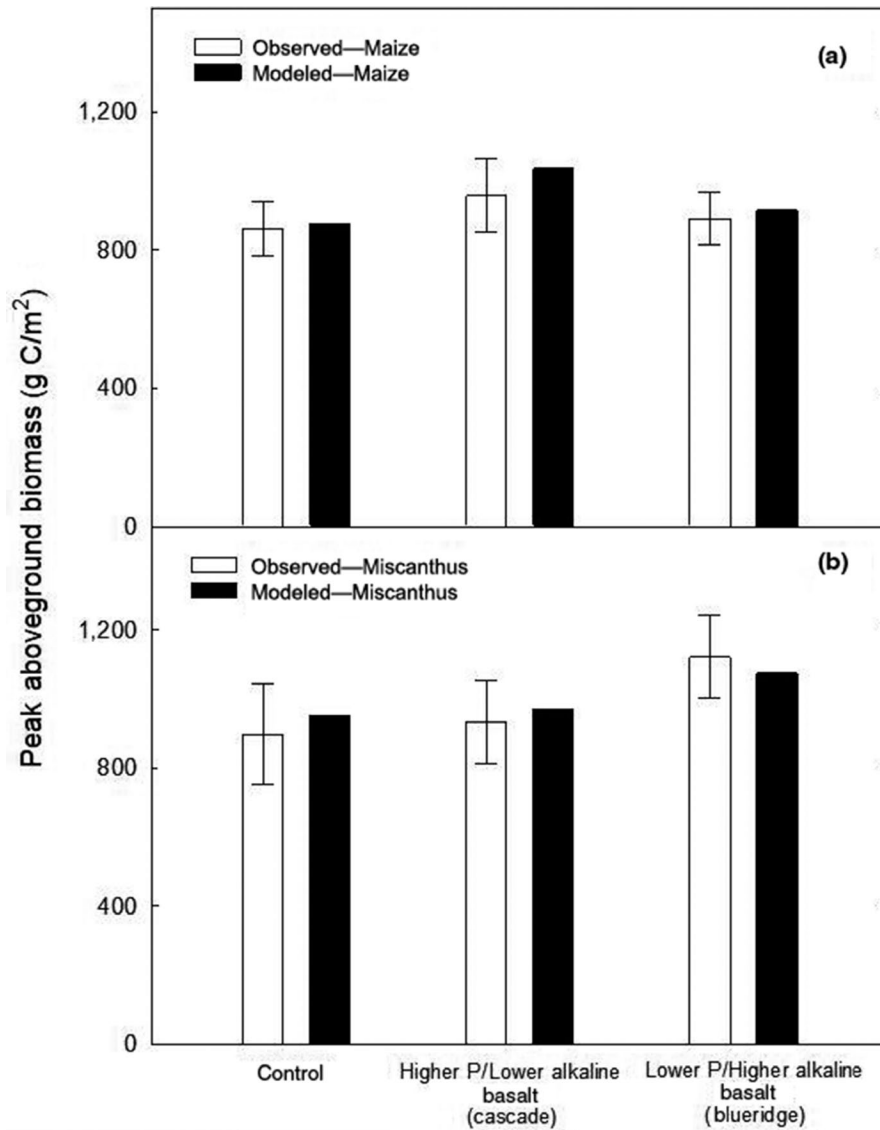 Observed—Maize
Modeled—Maize
(a)
1,200
800
400
0
Peak aboveground biomass (g C/m²)
Observed—Miscanthus
Modeled—Miscanthus
(b)
1,200
800
400
0
Control
Higher P/Lower alkaline
basalt
(cascade)
Lower P/Higher alkaline
basalt
(blueridge)